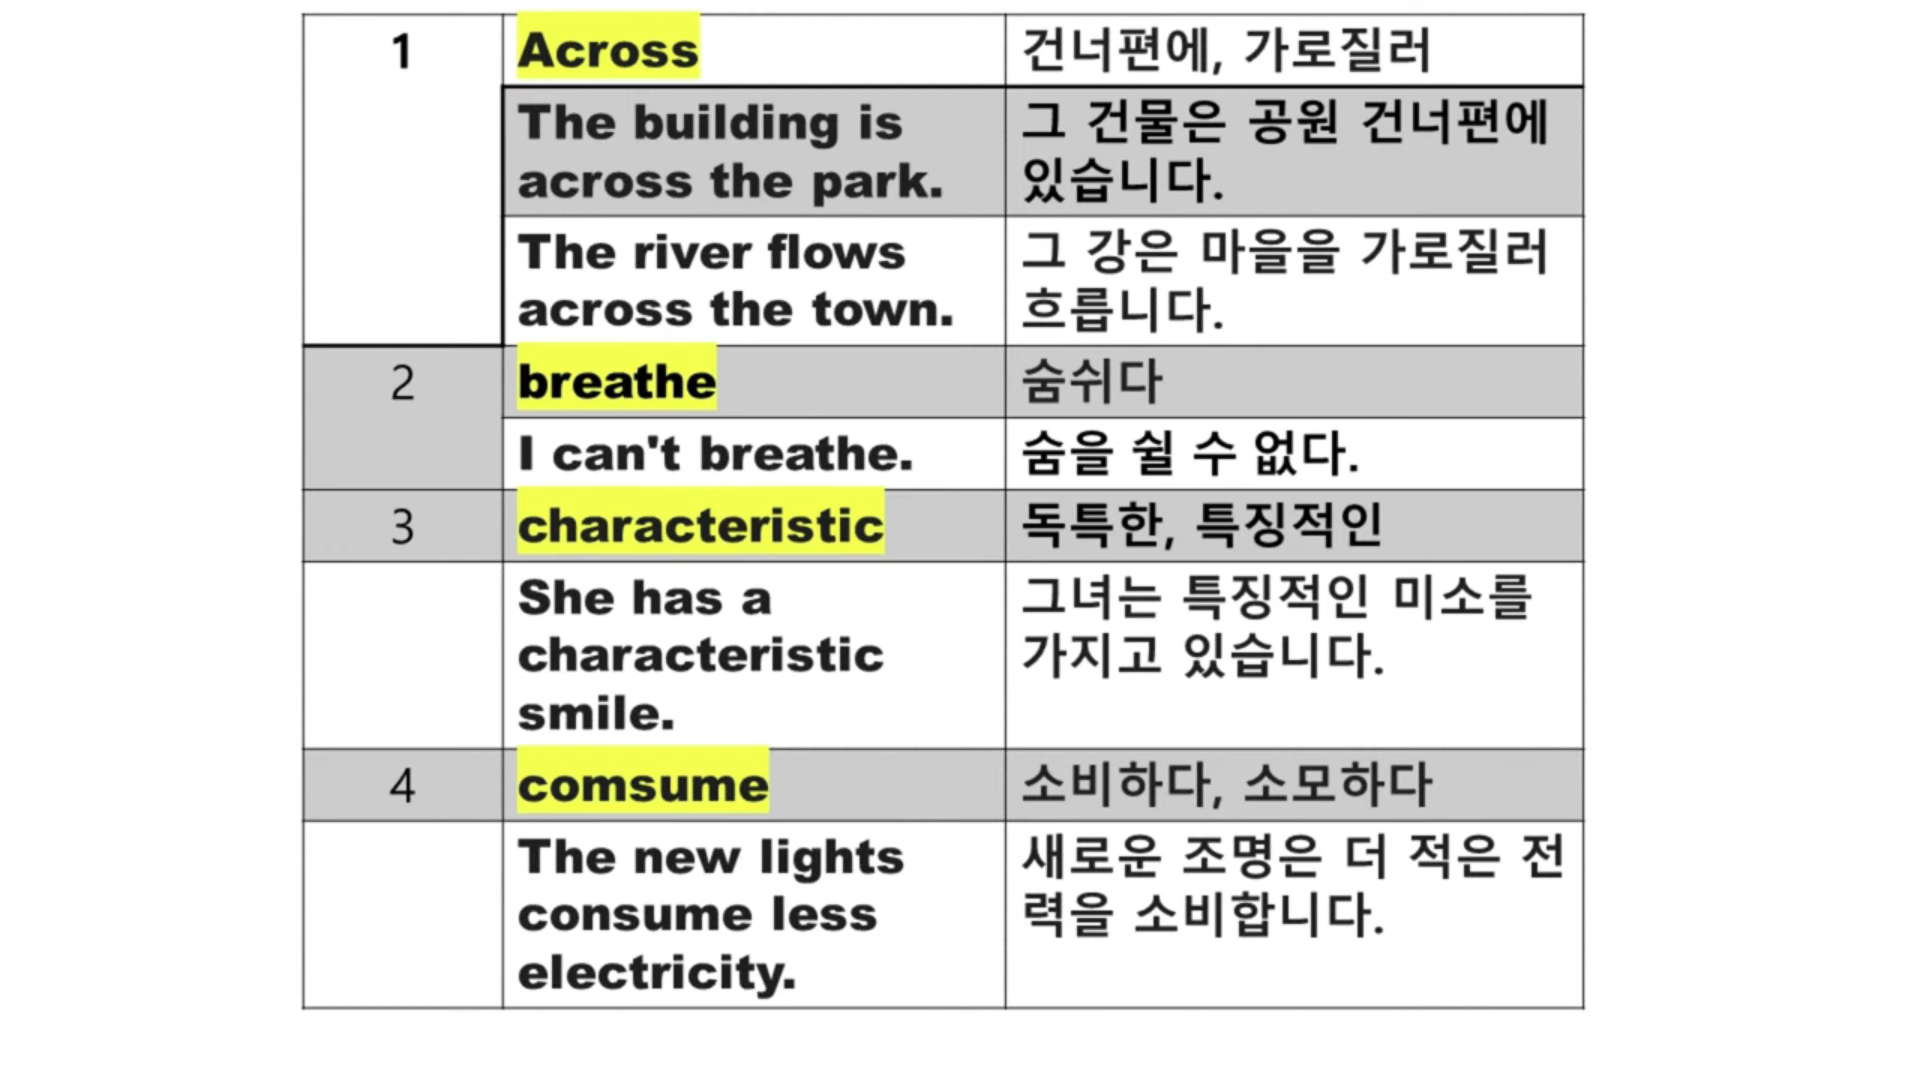 1
Across
건너편에, 가로질러
The building is
across the park.
그 건물은 공원 건너편에
있습니다.
The river flows
across the town.
그 강은 마을을 가로질러
흐릅니다.
2
breathe
숨쉬다
I can't breathe.
숨을 쉴 수 없다.
3
characteristic
독특한, 특징적인
She has a
characteristic
smile.
그녀는 특징적인 미소를
가지고 있습니다.
4
comsume
소비하다, 소모하다
The new lights
consume less
electricity.
새로운 조명은 더 적은 전
력을 소비합니다.